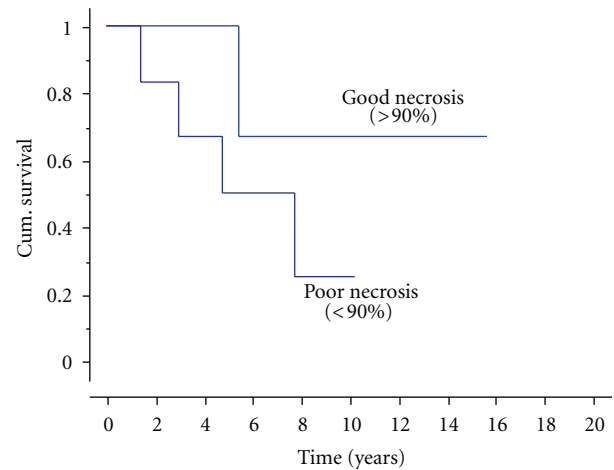 1
0.8
0.6
0.4
0.2
0
Cum. survival
Good necrosis
(>90%)
Poor necrosis
(<90%)
0 2 4 6 8 10 12 14 16 18 20
Time (years)